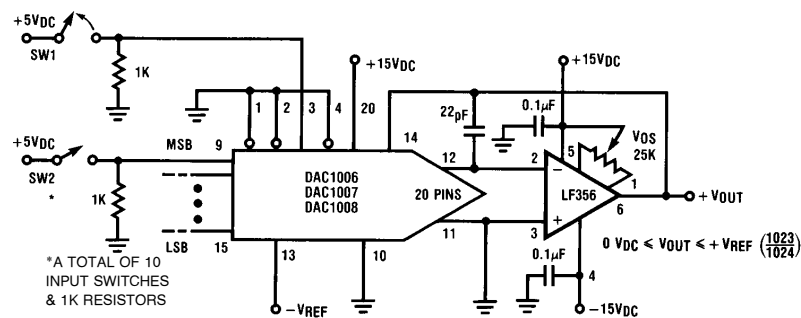 +5VDC
SW1
1K
+15VDC
1 2 3 4 20
14
22pF
0.1μF
+15VDC
VOS
25K
+5VDC
SW2
*
1K
MSB 9
LSB 15
DAC1006
DAC1007
DAC1008
20 PINS
12
11
13
10
-VREF
2
3
5
1
6
4
−
+
LF356
+VOUT
0 VDC ≤ VOUT ≤ +VREF (1023/1024)
0.1μF
-15VDC
*A TOTAL OF 10
INPUT SWITCHES
& 1K RESISTORS